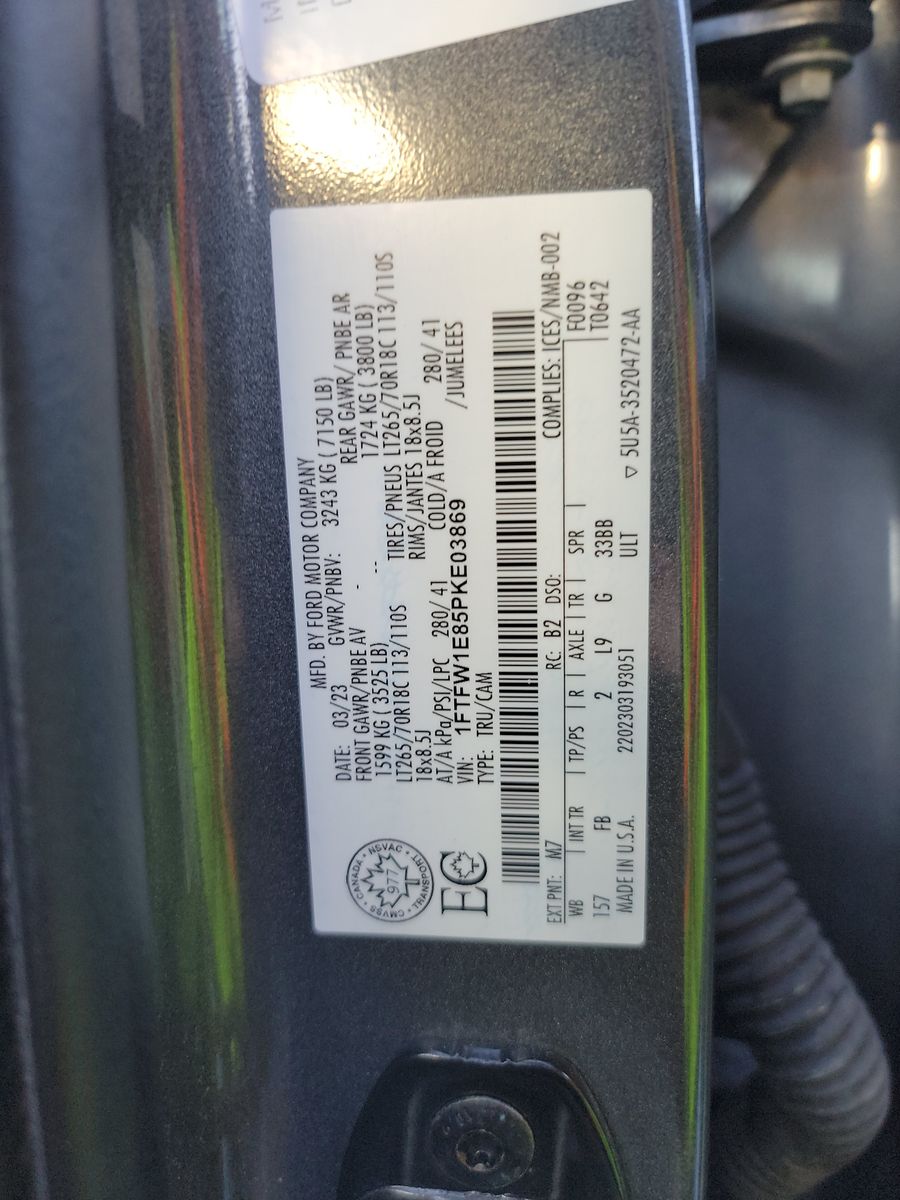 MFD. BY FORD MOTOR COMPANY
DATE: 03/23 GVWR/PNBV: 3243 KG ( 7150 LB)
FRONT GAWR/PNBE AV - REAR GAWR/ PNBE AR
1599 KG ( 3525 LB) -- 1724 KG ( 3800 LB)
LT265/70R18C 113/110S TIRES/PNEUS LT265/70R18C 113/110S
18x8.5J RIMS/JANTES 18x8.5J
AT/A kPa/PSI/LPC 280/ 41 COLD/A FROID 280/ 41
VIN: 1FTFW1E85PKE03869 /JUMELEES
TYPE: TRU/CAM
CANADA • NSVAC • TRANSPORT • CMVSS •
977
EC
EXT PNT: M7 RC: B2 DSO: COMPLIES: ICES/NMB-002
WB | INT TR | TP/PS | R | AXLE | TR | SPR | F0096
157 FB 2 L9 G 33BB T0642
MADE IN U.S.A. 2202303193051 ULT ▽ 5U5A-3520472-AA